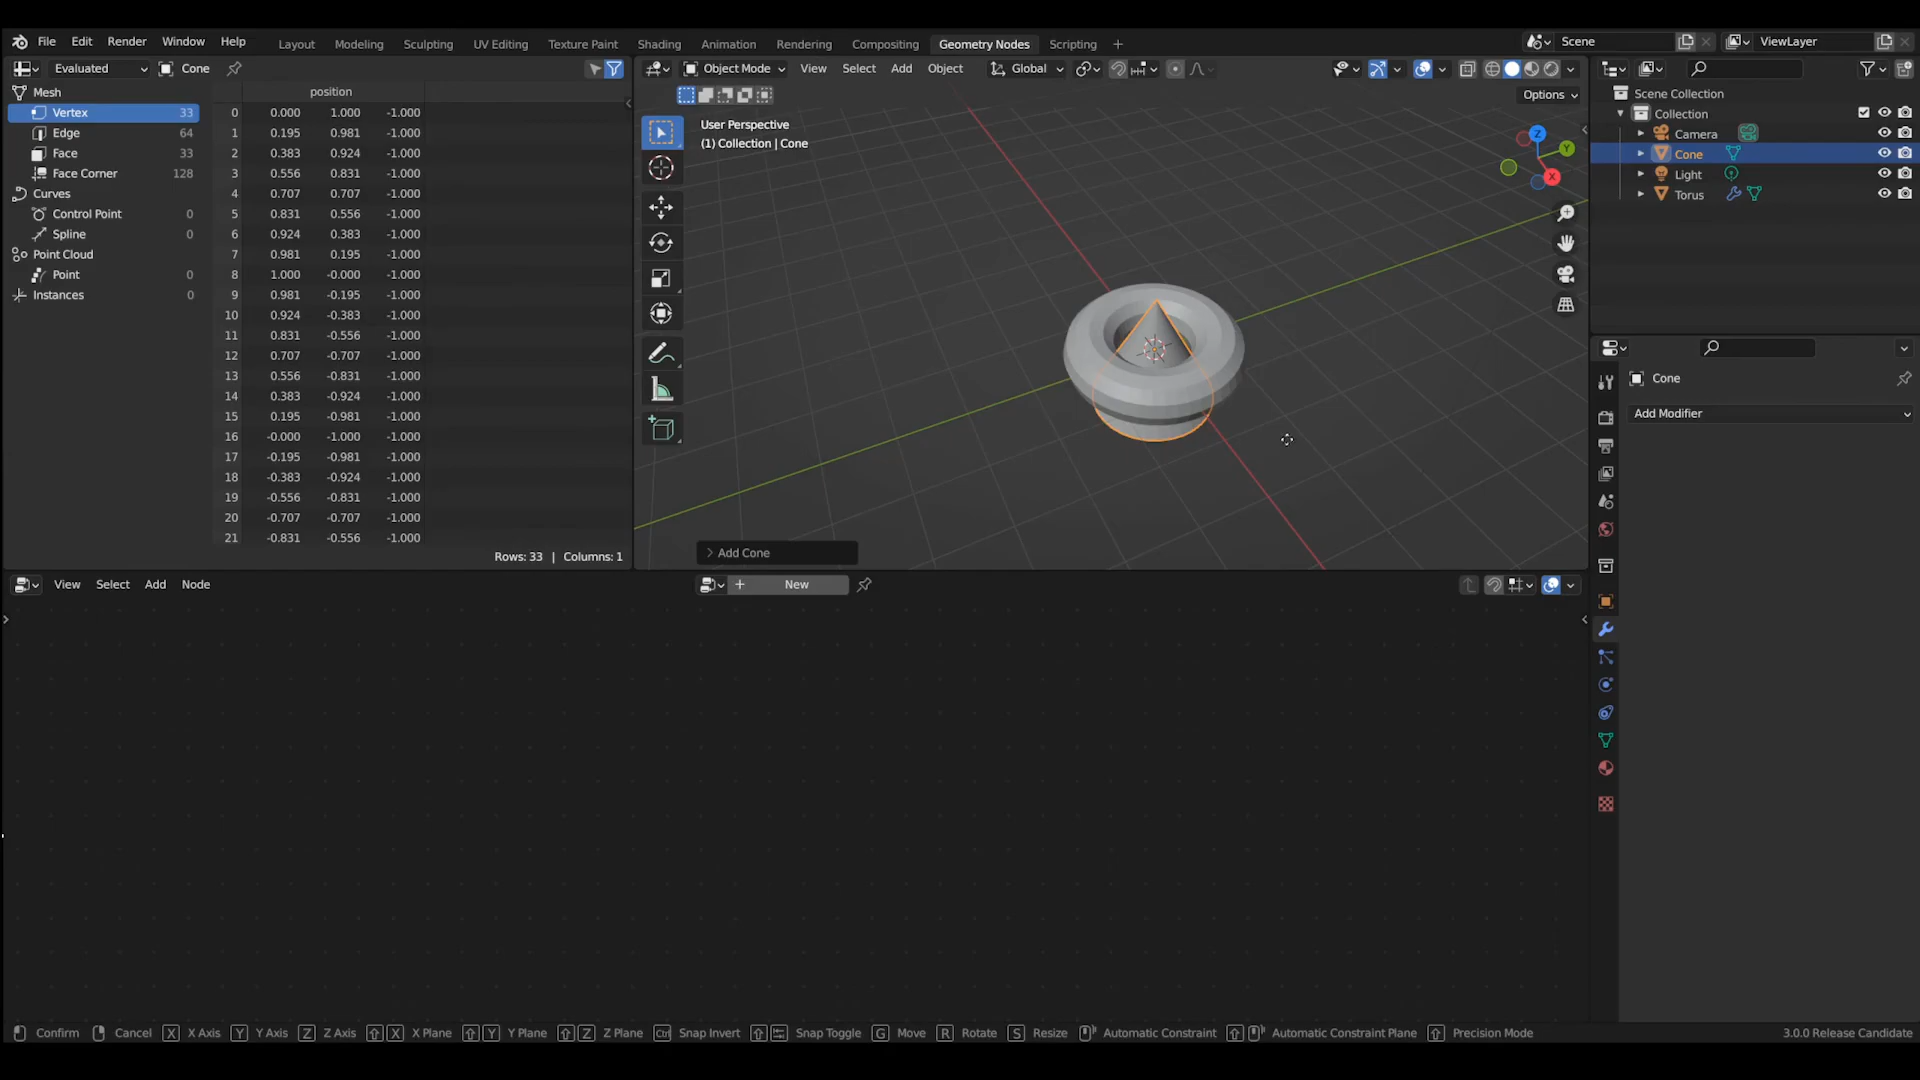 File Edit Render Window Help Layout Modeling Sculpting UV Editing Texture Paint Shading Animation Rendering Compositing Geometry Nodes Scripting + Scene ViewLayer
Evaluated Cone Object Mode View Select Add Object Global
Mesh position
Options
Vertex 33
Edge 64
Face 33
Face Corner 128
Curves
Control Point 0
Spline 0
Point Cloud
Point 0
Instances 0
0 0.000 1.000 -1.000
1 0.195 0.981 -1.000
2 0.383 0.924 -1.000
3 0.556 0.831 -1.000
4 0.707 0.707 -1.000
5 0.831 0.556 -1.000
6 0.924 0.383 -1.000
7 0.981 0.195 -1.000
8 1.000 -0.000 -1.000
9 0.981 -0.195 -1.000
10 0.924 -0.383 -1.000
11 0.831 -0.556 -1.000
12 0.707 -0.707 -1.000
13 0.556 -0.831 -1.000
14 0.383 -0.924 -1.000
15 0.195 -0.981 -1.000
16 -0.000 -1.000 -1.000
17 -0.195 -0.981 -1.000
18 -0.383 -0.924 -1.000
19 -0.556 -0.831 -1.000
20 -0.707 -0.707 -1.000
21 -0.831 -0.556 -1.000
Rows: 33 | Columns: 1
User Perspective
(1) Collection | Cone
Z
Y
X
Add Cone
Scene Collection
Collection
Camera
Cone
Light
Torus
Cone
Add Modifier
View Select Add Node New
Confirm Cancel X X Axis Y Y Axis Z Z Axis X X Plane Y Y Plane Z Z Plane Ctrl Snap Invert Snap Toggle G Move R Rotate S Resize Automatic Constraint Automatic Constraint Plane Precision Mode 3.0.0 Release Candidate